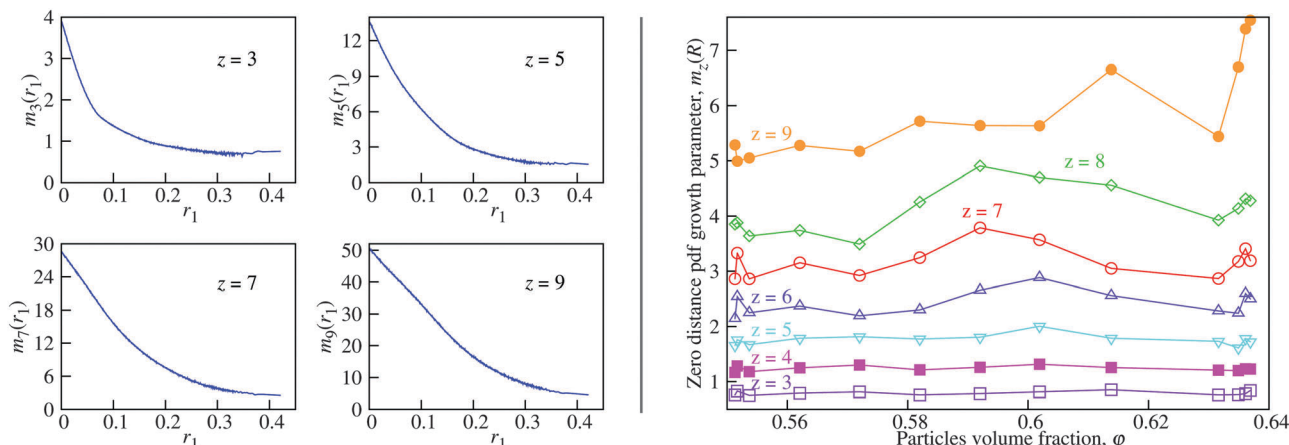 4
3
2
1
0
m3(r1)
z = 3
0 0.1 0.2 0.3 0.4
r1
12
9
6
3
0
m5(r1)
z = 5
0 0.1 0.2 0.3 0.4
r1
30
24
18
12
6
0
m7(r1)
z = 7
0 0.1 0.2 0.3 0.4
r1
50
40
30
20
10
0
m9(r1)
z = 9
0 0.1 0.2 0.3 0.4
r1
Zero distance pdf growth parameter, mz(R)
7
6
5
4
3
2
1
z = 9
z = 8
z = 7
z = 6
z = 5
z = 4
z = 3
0.56 0.58 0.6 0.62 0.64
Particles volume fraction, φ